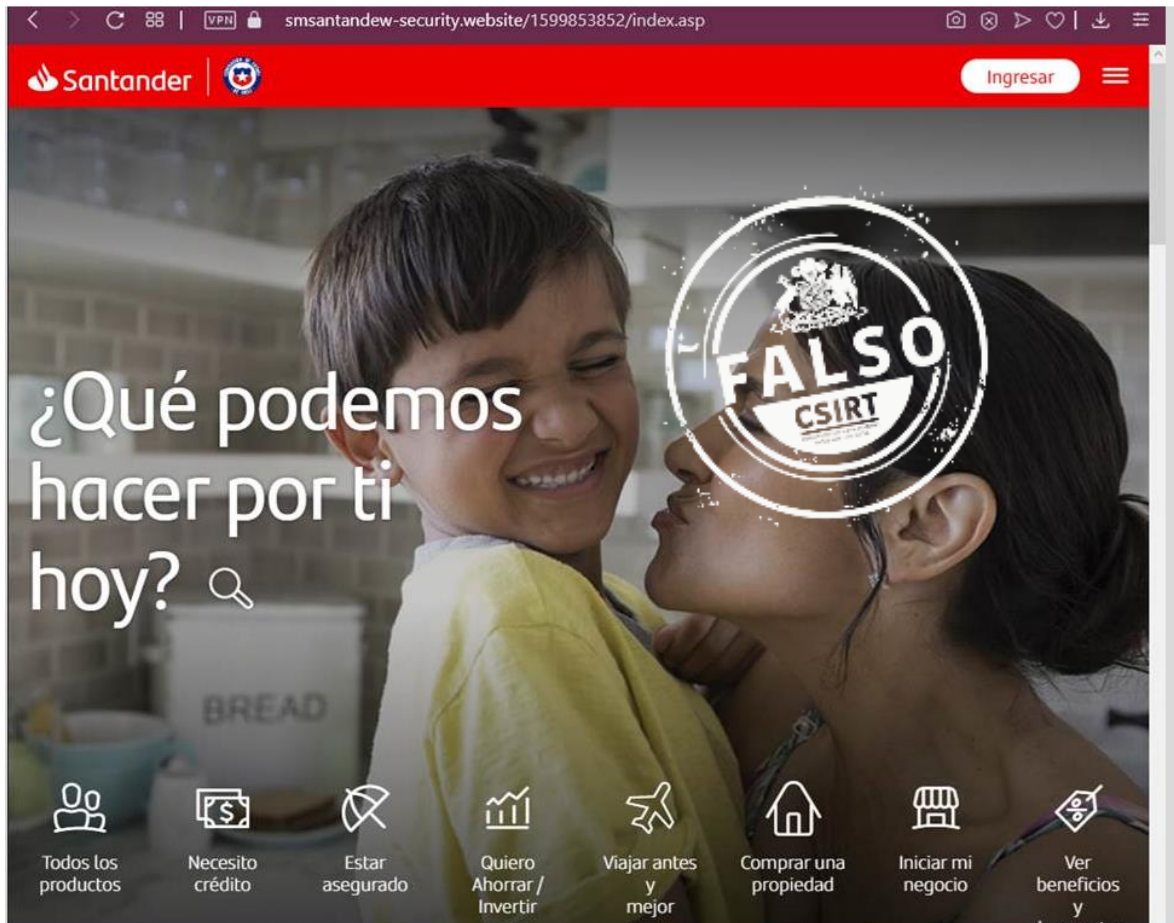 VPN smsantandew-security.website/1599853852/index.asp
Santander
Ingresar
¿Qué podemos
hacer por ti
hoy?
FALSO
CSIRT
BREAD
Todos los
productos
Necesito
crédito
Estar
asegurado
Quiero
Ahorrar /
Invertir
Viajar antes
y
mejor
Comprar una
propiedad
Iniciar mi
negocio
Ver
beneficios
y